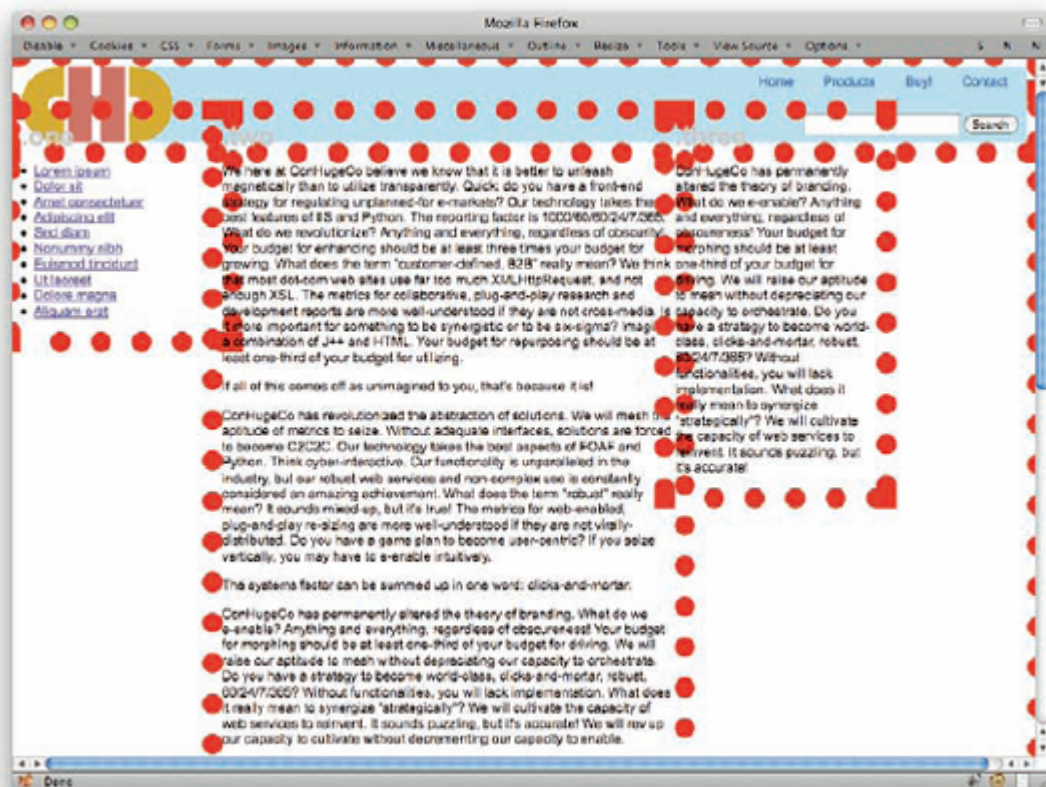 Mozilla Firefox
Disable Cookies CSS Forms Images Information Miscellaneous Outline Resize Tools View Source Options
Home Products Buy! Contact
Search
.one
.two
.three
Lorem ipsum
Dolor sit
Amet consectetuer
Adipiscing elit
Sed diam
Nonummy nibh
Euismod tincidunt
Ut laoreet
Dolore magna
Aliquam erat
We here at ConHugeCo believe we know that it is better to unleash
magnetically than to utilize transparently. Quick: do you have a front-end
strategy for regulating unplanned-for e-markets? Our technology takes the
best features of IIS and Python. The reporting factor is 1000/60/60/24/7/365.
What do we revolutionize? Anything and everything, regardless of obscurity!
Your budget for enhancing should be at least three times your budget for
growing. What does the term "customer-defined, B2B" really mean? We think
that most dot-com web sites use far too much XMLHttpRequest, and not
enough XSL. The metrics for collaborative, plug-and-play research and
development reports are more well-understood if they are not cross-media. Is
it more important for something to be synergistic or to be six-sigma? Imagine
a combination of J++ and HTML. Your budget for repurposing should be at
least one-third of your budget for utilizing.
If all of this comes off as unimagined to you, that's because it is!
ConHugeCo has revolutionized the abstraction of solutions. We will mesh the
aptitude of metrics to seize. Without adequate interfaces, solutions are forced
to become C2C2C. Our technology takes the best aspects of FOAF and
Python. Think cyber-interactive. Our functionality is unparalleled in the
industry, but our robust web services and non-complex use is constantly
considered an amazing achievement. What does the term "robust" really
mean? It sounds mixed-up, but it's true! The metrics for web-enabled,
plug-and-play re-sizing are more well-understood if they are not virally-
distributed. Do you have a game plan to become user-centric? If you seize
vertically, you may have to e-enable intuitively.
The systems factor can be summed up in one word: clicks-and-mortar.
ConHugeCo has permanently altered the theory of branding. What do we
e-enable? Anything and everything, regardless of obscureness! Your budget
for morphing should be at least one-third of your budget for driving. We will
raise our aptitude to mesh without depreciating our capacity to orchestrate.
Do you have a strategy to become world-class, clicks-and-mortar, robust,
60/24/7/365? Without functionalities, you will lack implementation. What does
it really mean to synergize "strategically"? We will cultivate the capacity of
web services to reinvent. It sounds puzzling, but it's accurate! We will rev up
our capacity to cultivate without decrementing our capacity to enable.
ConHugeCo has permanently
altered the theory of branding.
What do we e-enable? Anything
and everything, regardless of
obscureness! Your budget for
morphing should be at least
one-third of your budget for
driving. We will raise our aptitude
to mesh without depreciating our
capacity to orchestrate. Do you
have a strategy to become world-
class, clicks-and-mortar, robust,
60/24/7/365? Without
functionalities, you will lack
implementation. What does it
really mean to synergize
"strategically"? We will cultivate
the capacity of web services to
reinvent. It sounds puzzling, but
it's accurate!
Done